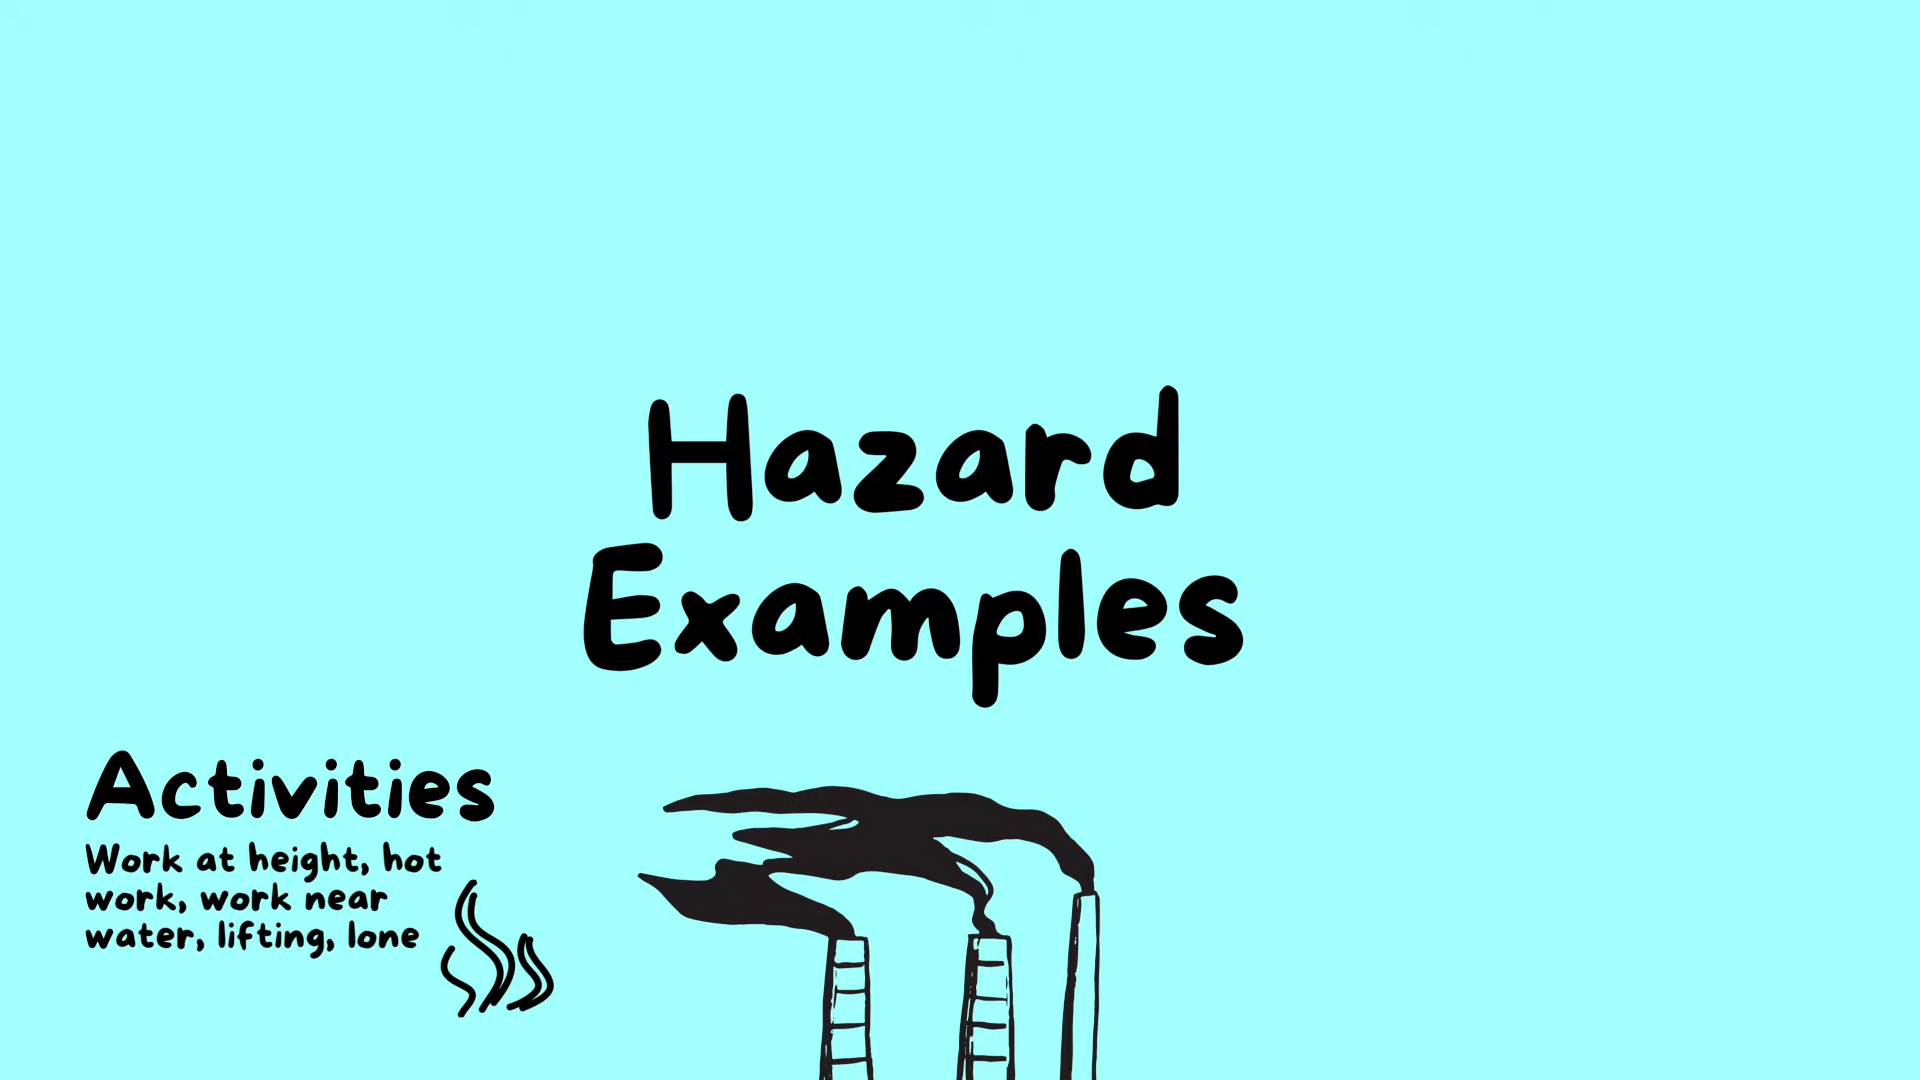 Hazard
Examples
Activities
Work at height, hot
work, work near
water, lifting, lone